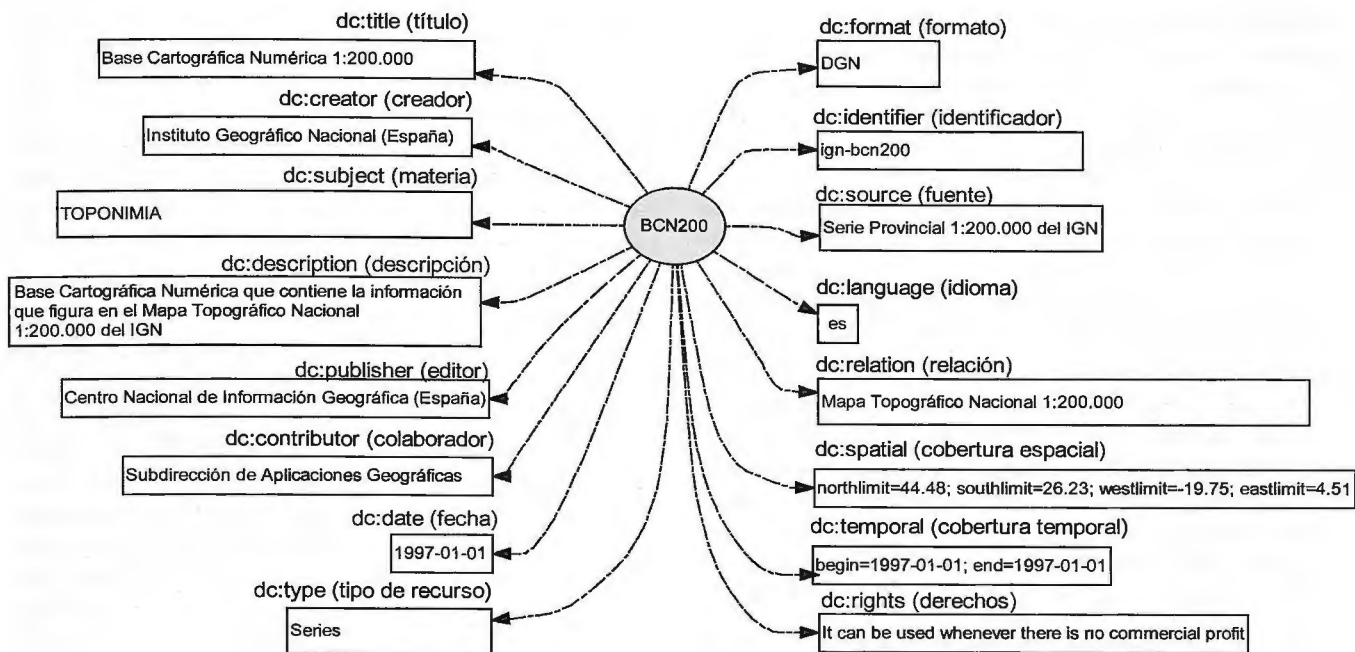 dc:title (título)
Base Cartográfica Numérica 1:200.000
dc:creator (creador)
Instituto Geográfico Nacional (España)
dc:subject (materia)
TOPONIMIA
dc:description (descripción)
Base Cartográfica Numérica que contiene la información
que figura en el Mapa Topográfico Nacional
1:200.000 del IGN
dc:publisher (editor)
Centro Nacional de Información Geográfica (España)
dc:contributor (colaborador)
Subdirección de Aplicaciones Geográficas
dc:date (fecha)
1997-01-01
dc:type (tipo de recurso)
Series
BCN200
dc:format (formato)
DGN
dc:identifier (identificador)
ign-bcn200
dc:source (fuente)
Serie Provincial 1:200.000 del IGN
dc:language (idioma)
es
dc:relation (relación)
Mapa Topográfico Nacional 1:200.000
dc:spatial (cobertura espacial)
northlimit=44.48; southlimit=26.23; westlimit=-19.75; eastlimit=4.51
dc:temporal (cobertura temporal)
begin=1997-01-01; end=1997-01-01
dc:rights (derechos)
It can be used whenever there is no commercial profit